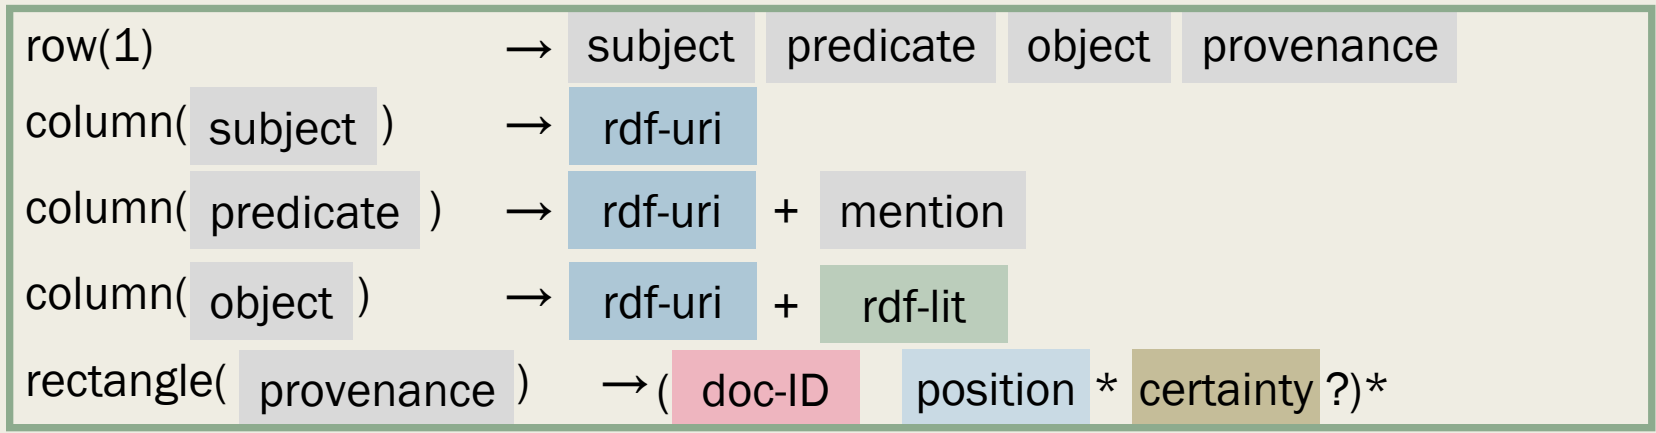 row(1) → subject predicate object provenance
column( subject ) → rdf-uri
column( predicate ) → rdf-uri + mention
column( object ) → rdf-uri + rdf-lit
rectangle( provenance ) → ( doc-ID position * certainty ?)*